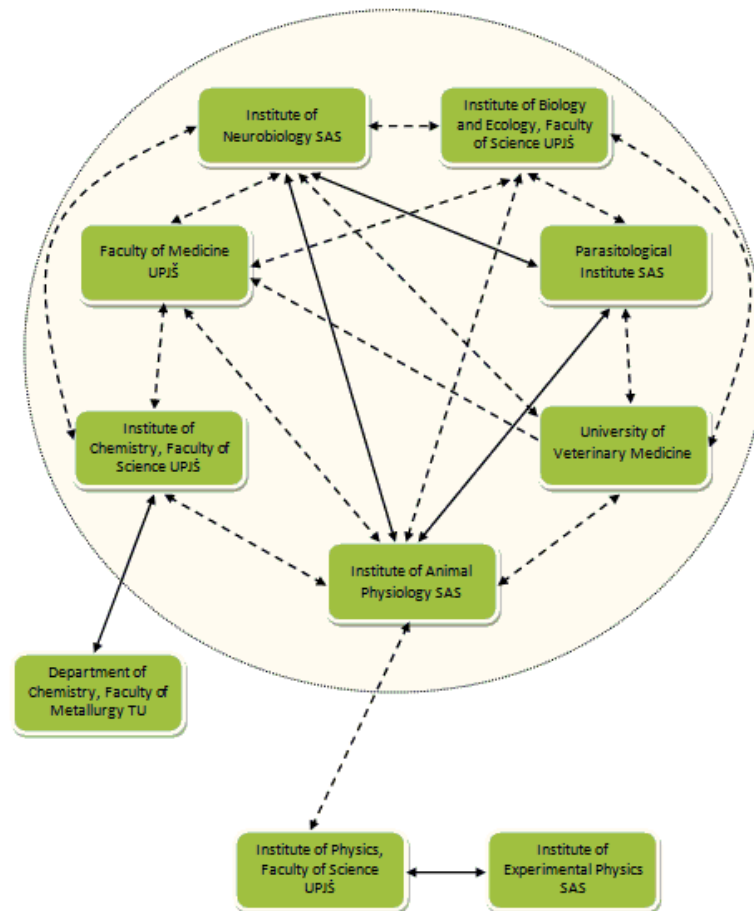 Institute of
Neurobiology SAS
Institute of Biology
and Ecology, Faculty
of Science UPJŠ
Faculty of Medicine
UPJŠ
Parasitological
Institute SAS
Institute of
Chemistry, Faculty of
Science UPJŠ
University of
Veterinary Medicine
Institute of Animal
Physiology SAS
Department of
Chemistry, Faculty of
Metallurgy TU
Institute of Physics,
Faculty of Science
UPJŠ
Institute of
Experimental Physics
SAS